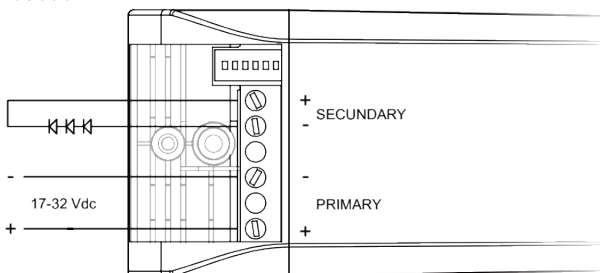 +
SECUNDARY
-
-
-
17-32 Vdc
PRIMARY
+
-
+